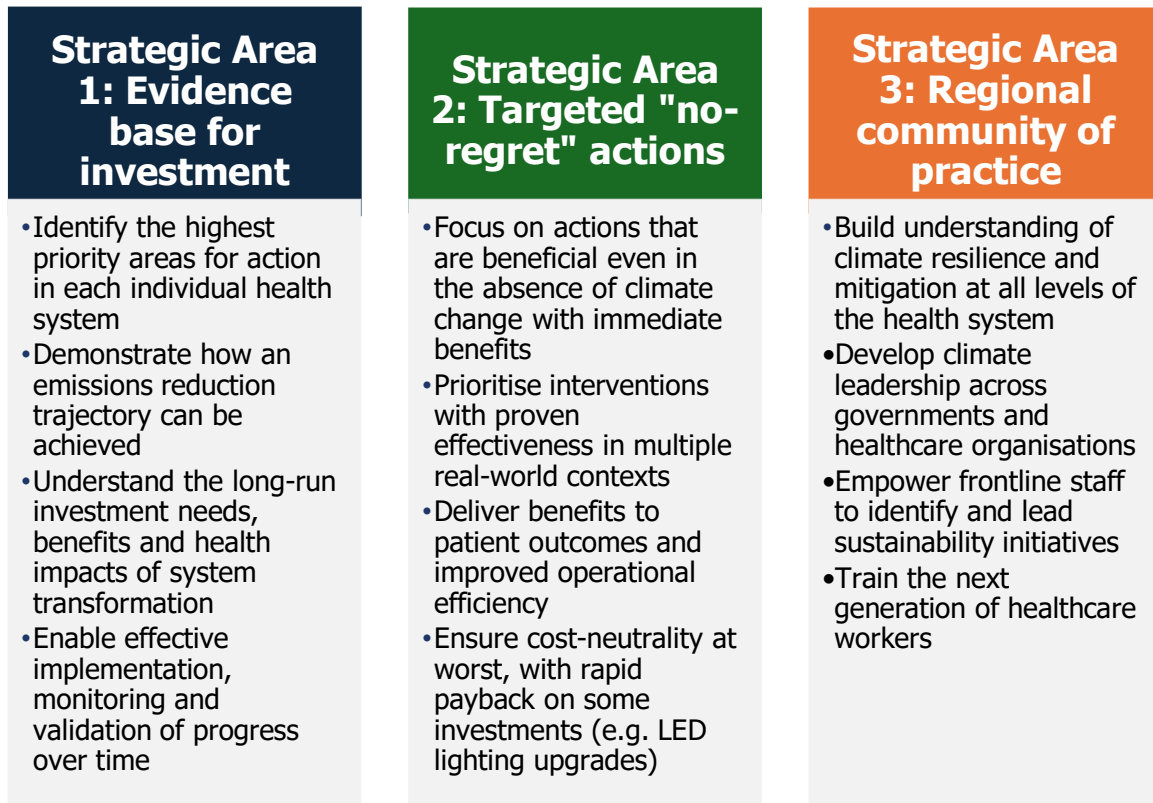 Strategic Area
1: Evidence
base for
investment
•Identify the highest
priority areas for action
in each individual health
system
•Demonstrate how an
emissions reduction
trajectory can be
achieved
•Understand the long-run
investment needs,
benefits and health
impacts of system
transformation
•Enable effective
implementation,
monitoring and
validation of progress
over time
Strategic Area
2: Targeted "no-
regret" actions
•Focus on actions that
are beneficial even in
the absence of climate
change with immediate
benefits
•Prioritise interventions
with proven
effectiveness in multiple
real-world contexts
•Deliver benefits to
patient outcomes and
improved operational
efficiency
•Ensure cost-neutrality at
worst, with rapid
payback on some
investments (e.g. LED
lighting upgrades)
Strategic Area
3: Regional
community of
practice
•Build understanding of
climate resilience and
mitigation at all levels of
the health system
•Develop climate
leadership across
governments and
healthcare organisations
•Empower frontline staff
to identify and lead
sustainability initiatives
•Train the next
generation of healthcare
workers